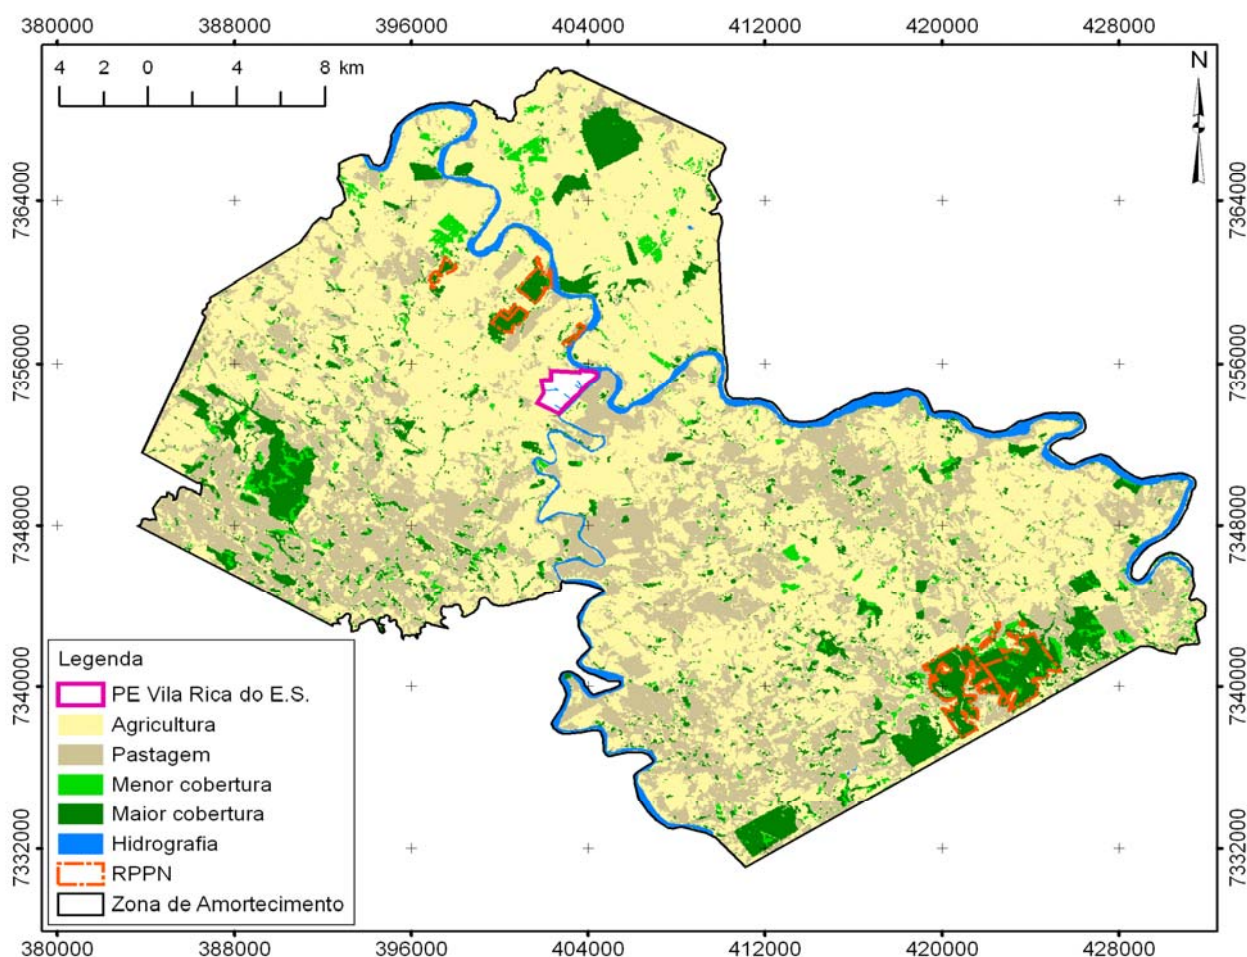 380000 388000 396000 404000 412000 420000 428000
4 2 0 4 8 km
N
7364000 7364000
7356000 7356000
7348000 7348000
7340000 7340000
7332000 7332000
Legenda
PE Vila Rica do E.S.
Agricultura
Pastagem
Menor cobertura
Maior cobertura
Hidrografia
RPPN
Zona de Amortecimento
380000 388000 396000 404000 412000 420000 428000